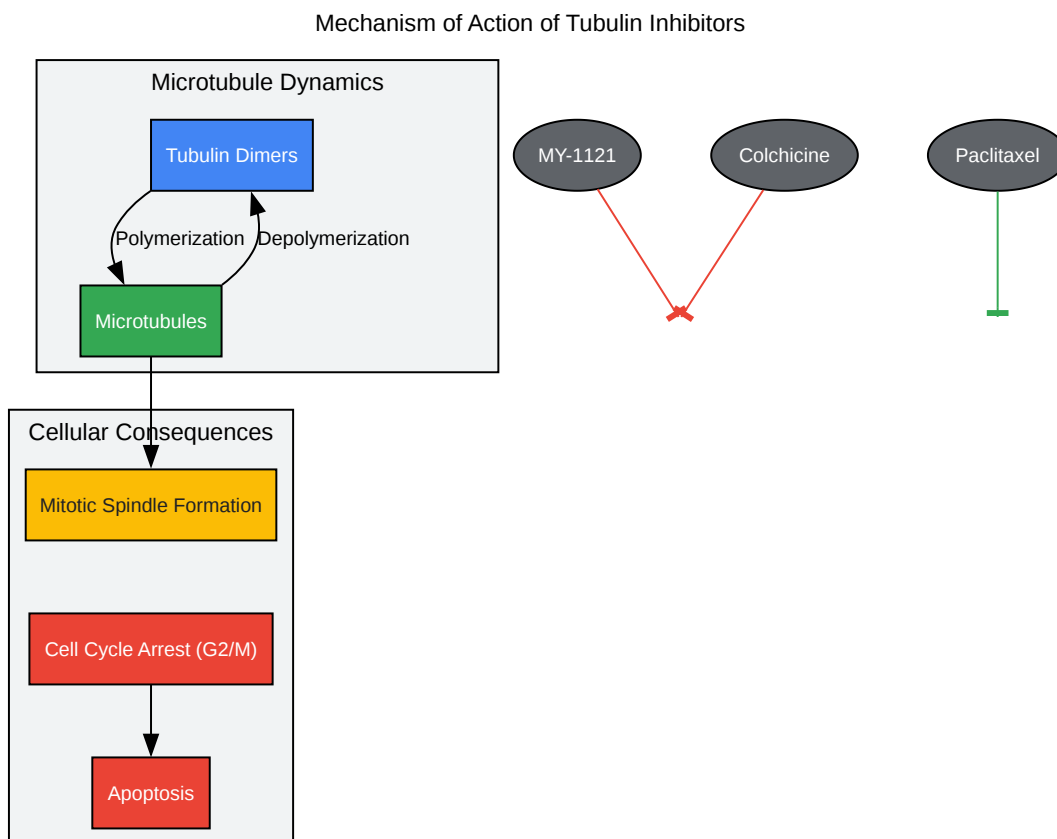 Mechanism of Action of Tubulin Inhibitors
Microtubule Dynamics
Tubulin Dimers
MY-1121
Colchicine
Paclitaxel
Polymerization
Depolymerization
Microtubules
Cellular Consequences
Mitotic Spindle Formation
Cell Cycle Arrest (G2/M)
Apoptosis